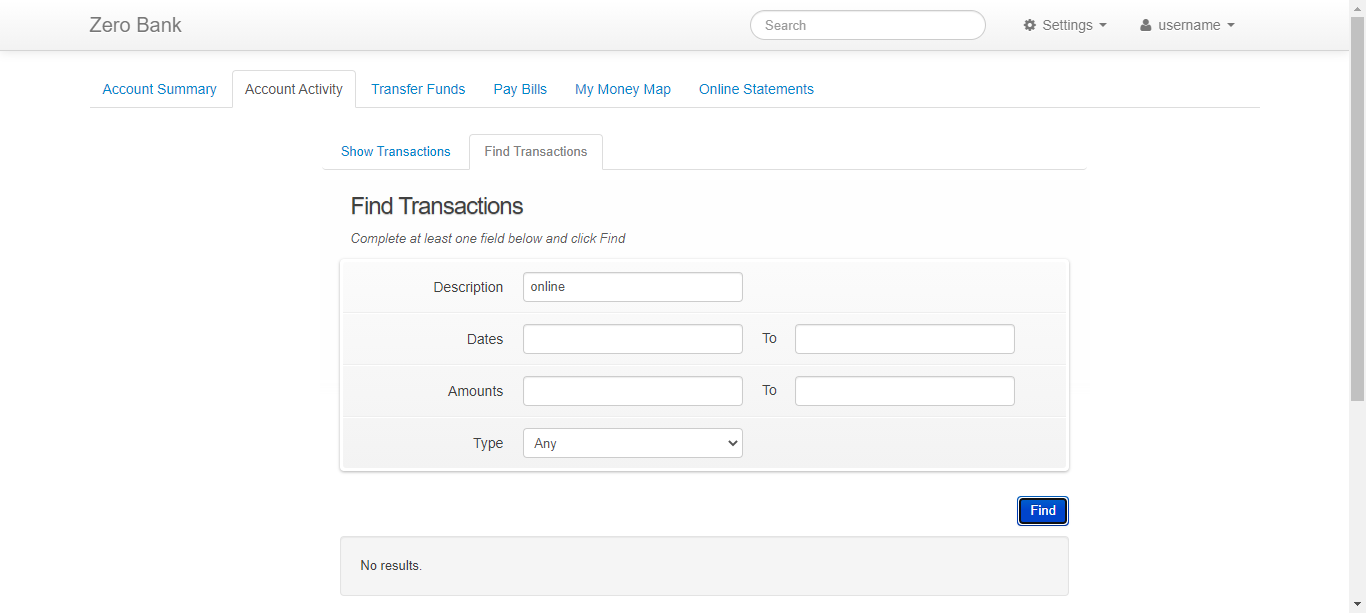 Zero Bank
Search
Settings
username
Account Summary
Account Activity
Transfer Funds
Pay Bills
My Money Map
Online Statements
Show Transactions
Find Transactions
Find Transactions
Complete at least one field below and click Find
Description
online
Dates
To
Amounts
To
Type
Any
Find
No results.